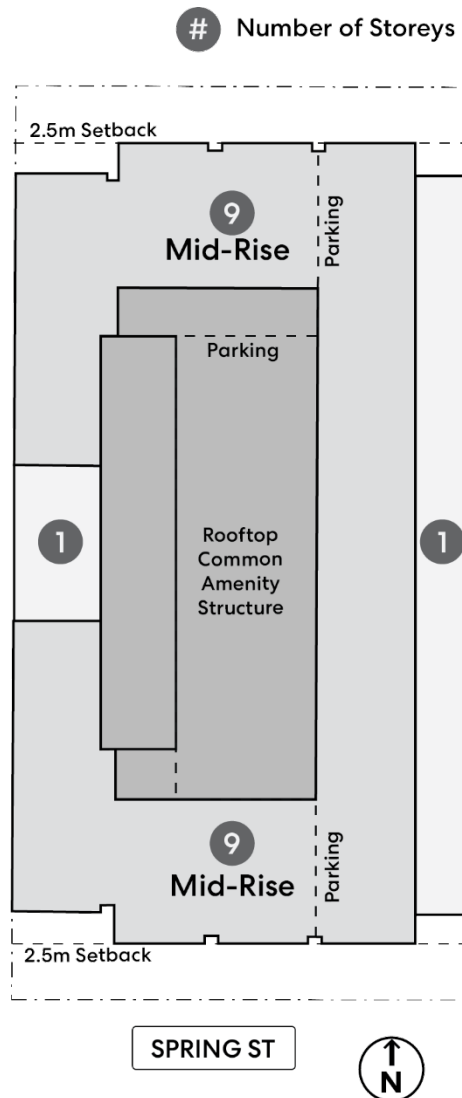 # Number of Storeys
2.5m Setback
9
Mid-Rise
Parking
Parking
1
Rooftop
Common
Amenity
Structure
1
9
Mid-Rise
Parking
2.5m Setback
SPRING ST
N